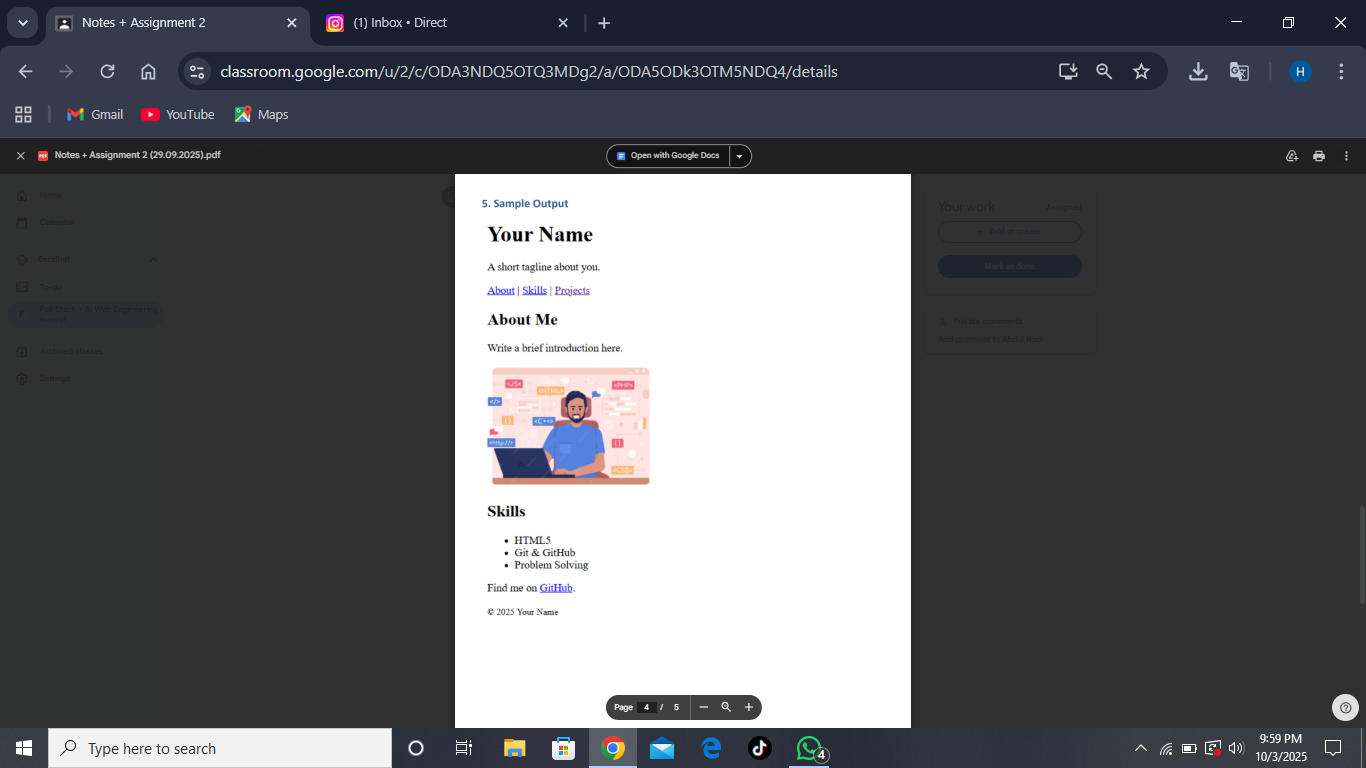 Notes + Assignment 2
(1) Inbox • Direct
classroom.google.com/u/2/c/ODA3NDQ5OTQ3MDg2/a/ODA5ODk3OTM5NDQ4/details
H
Gmail
YouTube
Maps
PDF
Notes + Assignment 2 (29.09.2025).pdf
Open with Google Docs
Home
Calendar
Enrolled
To-do
F
Full Stack + Ai Web Engineering
Archived classes
Settings
Your work
Assigned
+ Add or create
Mark as done
Private comments
Add comment to Abdul Hadi
5. Sample Output
Your Name
A short tagline about you.
About | Skills | Projects
About Me
Write a brief introduction here.
</JS>
<HTML>
<PHP>
</>
{}
<C++>
<http://>
{}
<CSS>
Skills
• HTML5
• Git & GitHub
• Problem Solving
Find me on GitHub.
© 2025 Your Name
Page 4 / 5
Type here to search
4
9:59 PM
10/3/2025